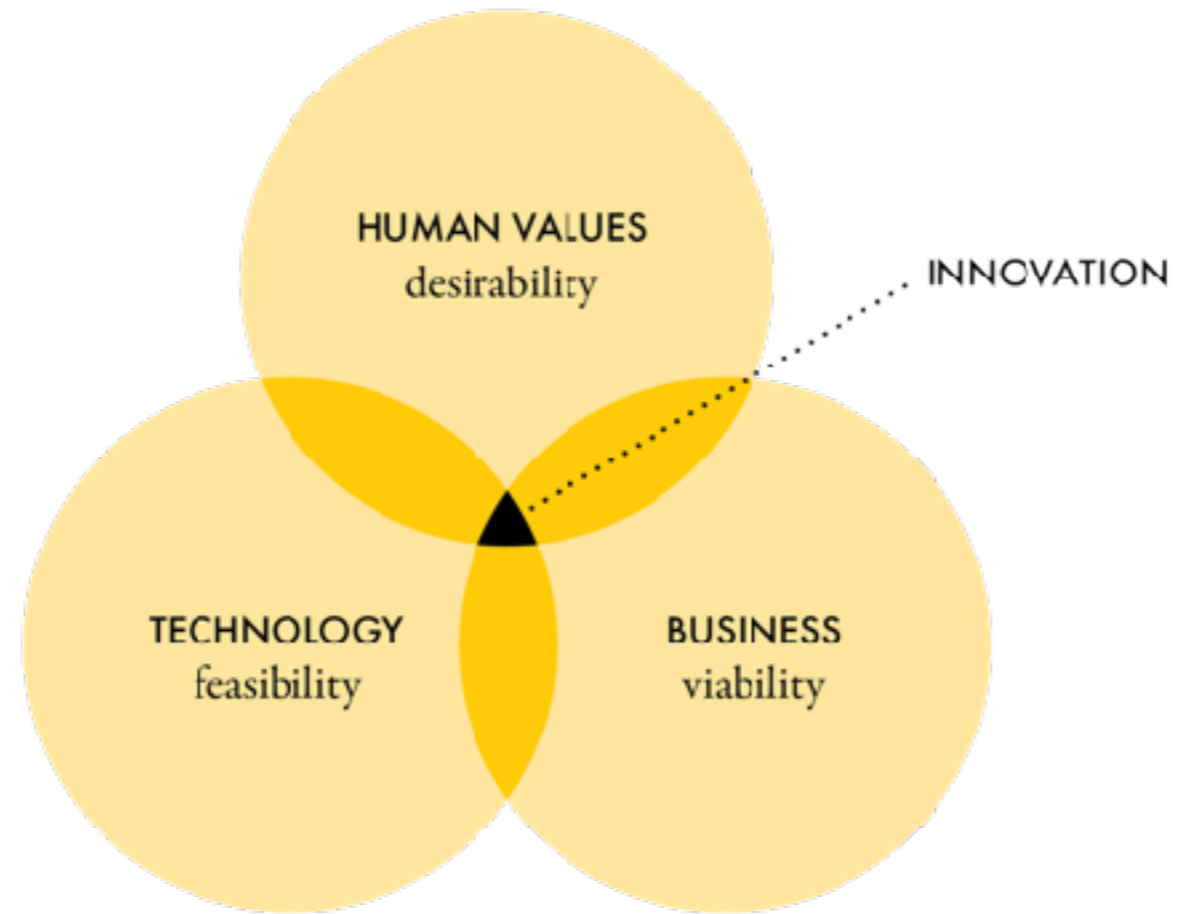 HUMAN VALUES
desirability
INNOVATION
TECHNOLOGY
feasibility
BUSINESS
viability